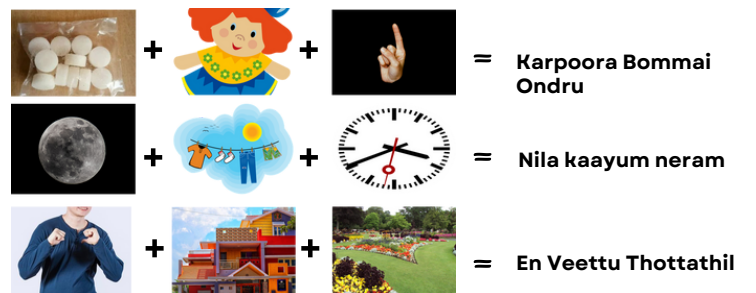 + + = Karpoora Bommai
Ondru
+ + = Nila kaayum neram
+ + = En Veettu Thottathil